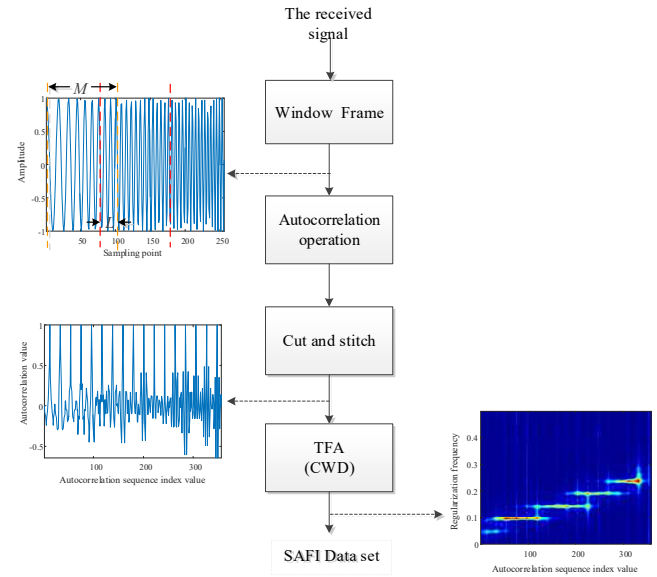 The received
signal
Window Frame
M
1
0.5
0
-0.5
-1
Amplitude
L
50
100
150
200
250
Sampling point
Autocorrelation
operation
Cut and stitch
1
0.5
0
-0.5
Autocorrelation value
100
200
300
Autocorrelation sequence index value
TFA
(CWD)
0.4
0.3
0.2
0.1
0
Regularization frequency
100
200
300
Autocorrelation sequence index value
SAFI Data set